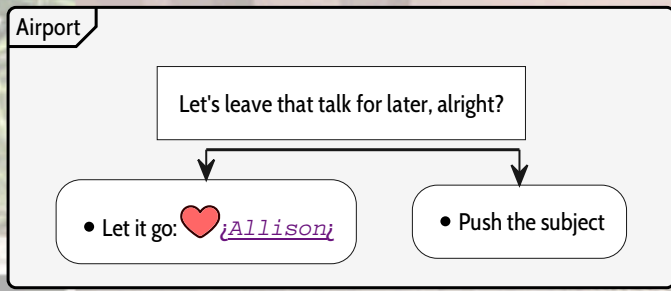 Airport
Let's leave that talk for later, alright?
• Let it go: ¿Allison¿
• Push the subject